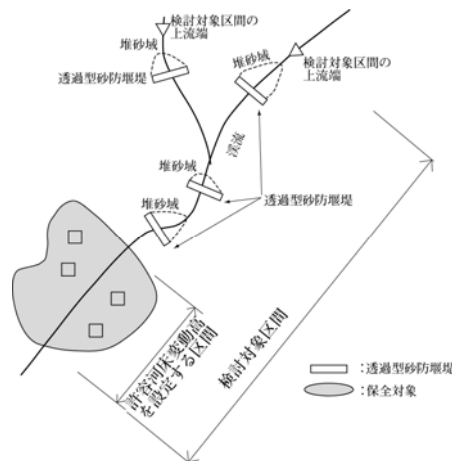 検討対象区間の
上流端
堆砂域
透過型砂防堰堤
堆砂域
検討対象区間の
上流端
渓流
堆砂域
透過型砂防堰堤
堆砂域
許容河床変動高
を設定する区間
検討対象区間
:透過型砂防堰堤
:保全対象